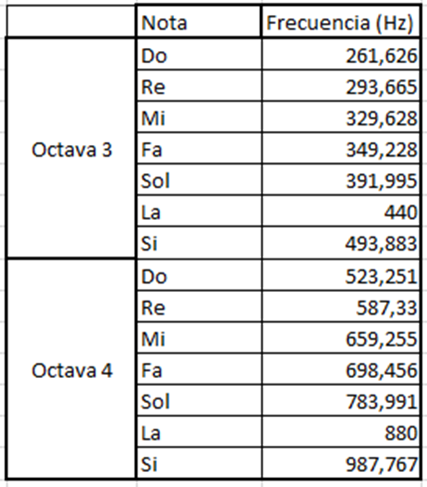 Nota Frecuencia (Hz)
Do 261,626
Re 293,665
Mi 329,628
Octava 3 Fa 349,228
Sol 391,995
La 440
Si 493,883
Do 523,251
Re 587,33
Mi 659,255
Octava 4 Fa 698,456
Sol 783,991
La 880
Si 987,767